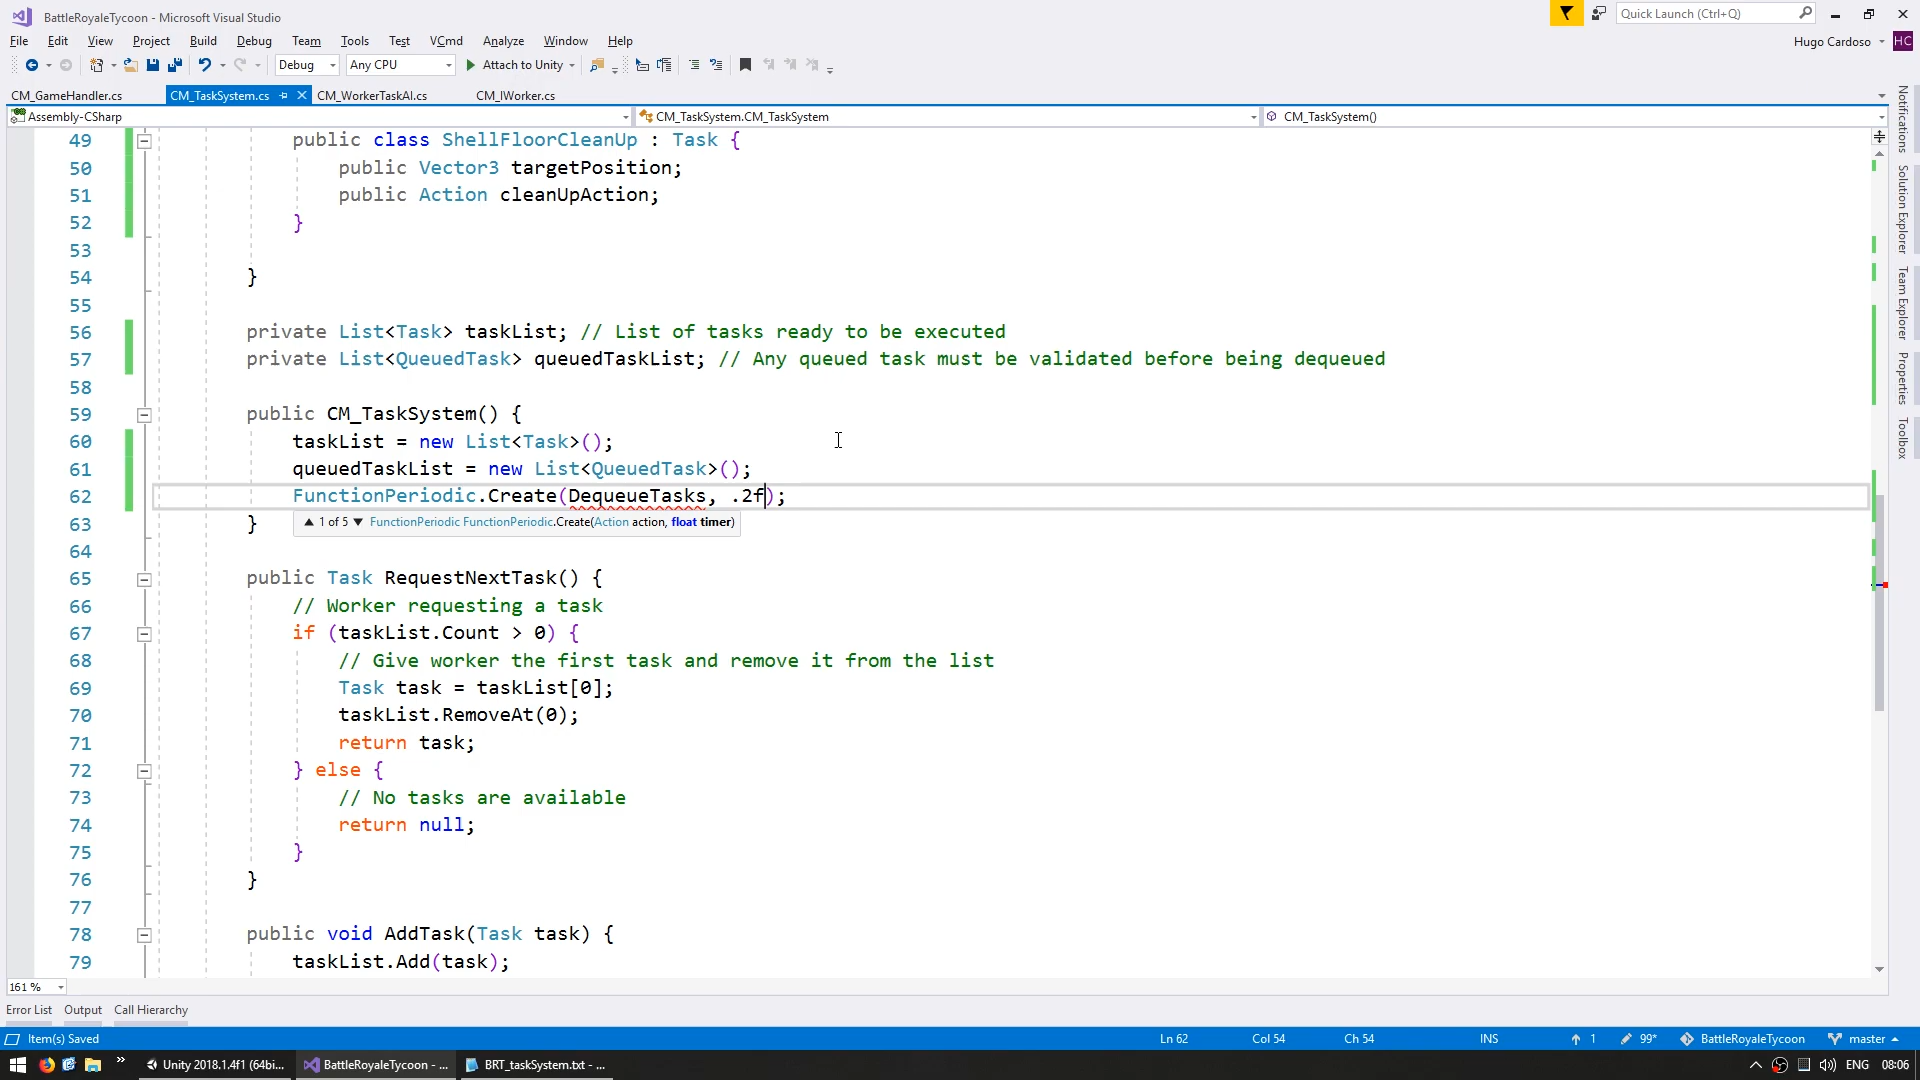 BattleRoyaleTycoon - Microsoft Visual Studio
Quick Launch (Ctrl+Q)
File Edit View Project Build Debug Team Tools Test VCmd Analyze Window Help
Hugo Cardoso HC
Debug Any CPU Attach to Unity
CM_GameHandler.cs CM_TaskSystem.cs CM_WorkerTaskAI.cs CM_IWorker.cs
Assembly-CSharp CM_TaskSystem.CM_TaskSystem CM_TaskSystem()
49 public class ShellFloorCleanUp : Task {
50 public Vector3 targetPosition;
51 public Action cleanUpAction;
52 }
53
54 }
55
56 private List<Task> taskList; // List of tasks ready to be executed
57 private List<QueuedTask> queuedTaskList; // Any queued task must be validated before being dequeued
58
59 public CM_TaskSystem() {
60 taskList = new List<Task>();
61 queuedTaskList = new List<QueuedTask>();
62 FunctionPeriodic.Create(DequeueTasks, .2f);
63 }
▲ 1 of 5 ▼ FunctionPeriodic FunctionPeriodic.Create(Action action, float timer)
64
65 public Task RequestNextTask() {
66 // Worker requesting a task
67 if (taskList.Count > 0) {
68 // Give worker the first task and remove it from the list
69 Task task = taskList[0];
70 taskList.RemoveAt(0);
71 return task;
72 } else {
73 // No tasks are available
74 return null;
75 }
76 }
77
78 public void AddTask(Task task) {
79 taskList.Add(task);
161 %
Error List Output Call Hierarchy
Item(s) Saved Ln 62 Col 54 Ch 54 INS 1 99* BattleRoyaleTycoon master
Unity 2018.1.4f1 (64bi... BattleRoyaleTycoon - ... BRT_taskSystem.txt - ... ENG 08:06
Notifications
Solution Explorer
Team Explorer
Properties
Toolbox